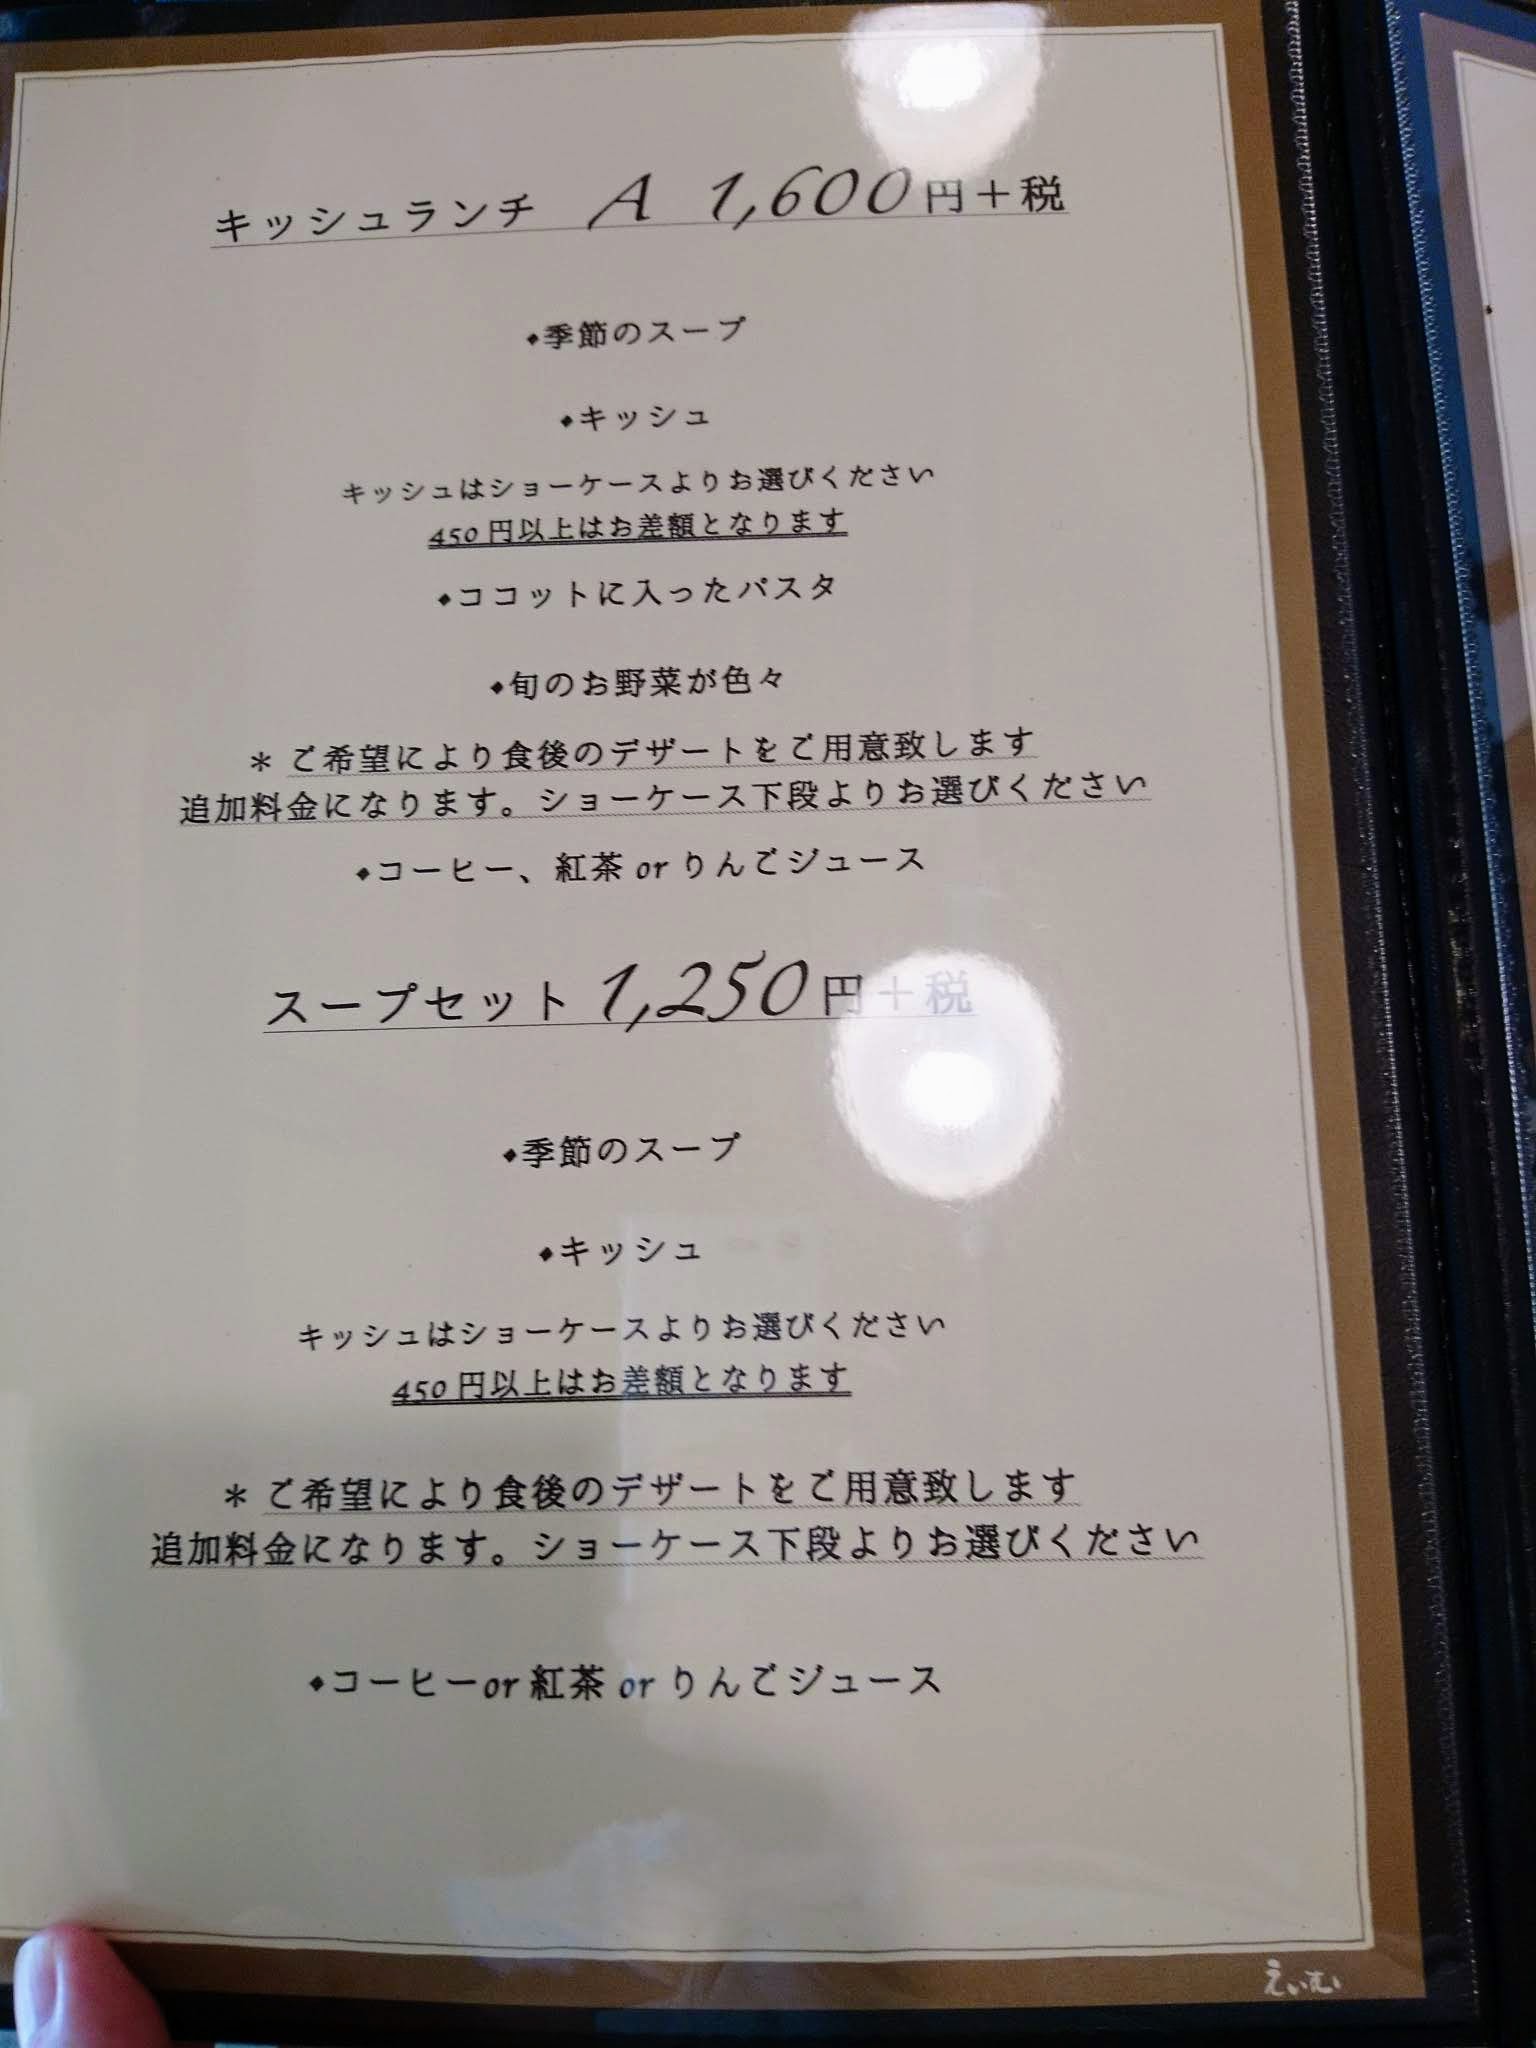 キッシュランチ A 1,600円＋税
◆季節のスープ
◆キッシュ
キッシュはショーケースよりお選びください
450円以上はお差額となります
◆ココットに入ったパスタ
◆旬のお野菜が色々
＊ご希望により食後のデザートをご用意致します
追加料金になります。ショーケース下段よりお選びください
◆コーヒー、紅茶 or りんごジュース
スープセット 1,250円＋税
◆季節のスープ
◆キッシュ
キッシュはショーケースよりお選びください
450円以上はお差額となります
＊ご希望により食後のデザートをご用意致します
追加料金になります。ショーケース下段よりお選びください
◆コーヒーor 紅茶 or りんごジュース
えいむ